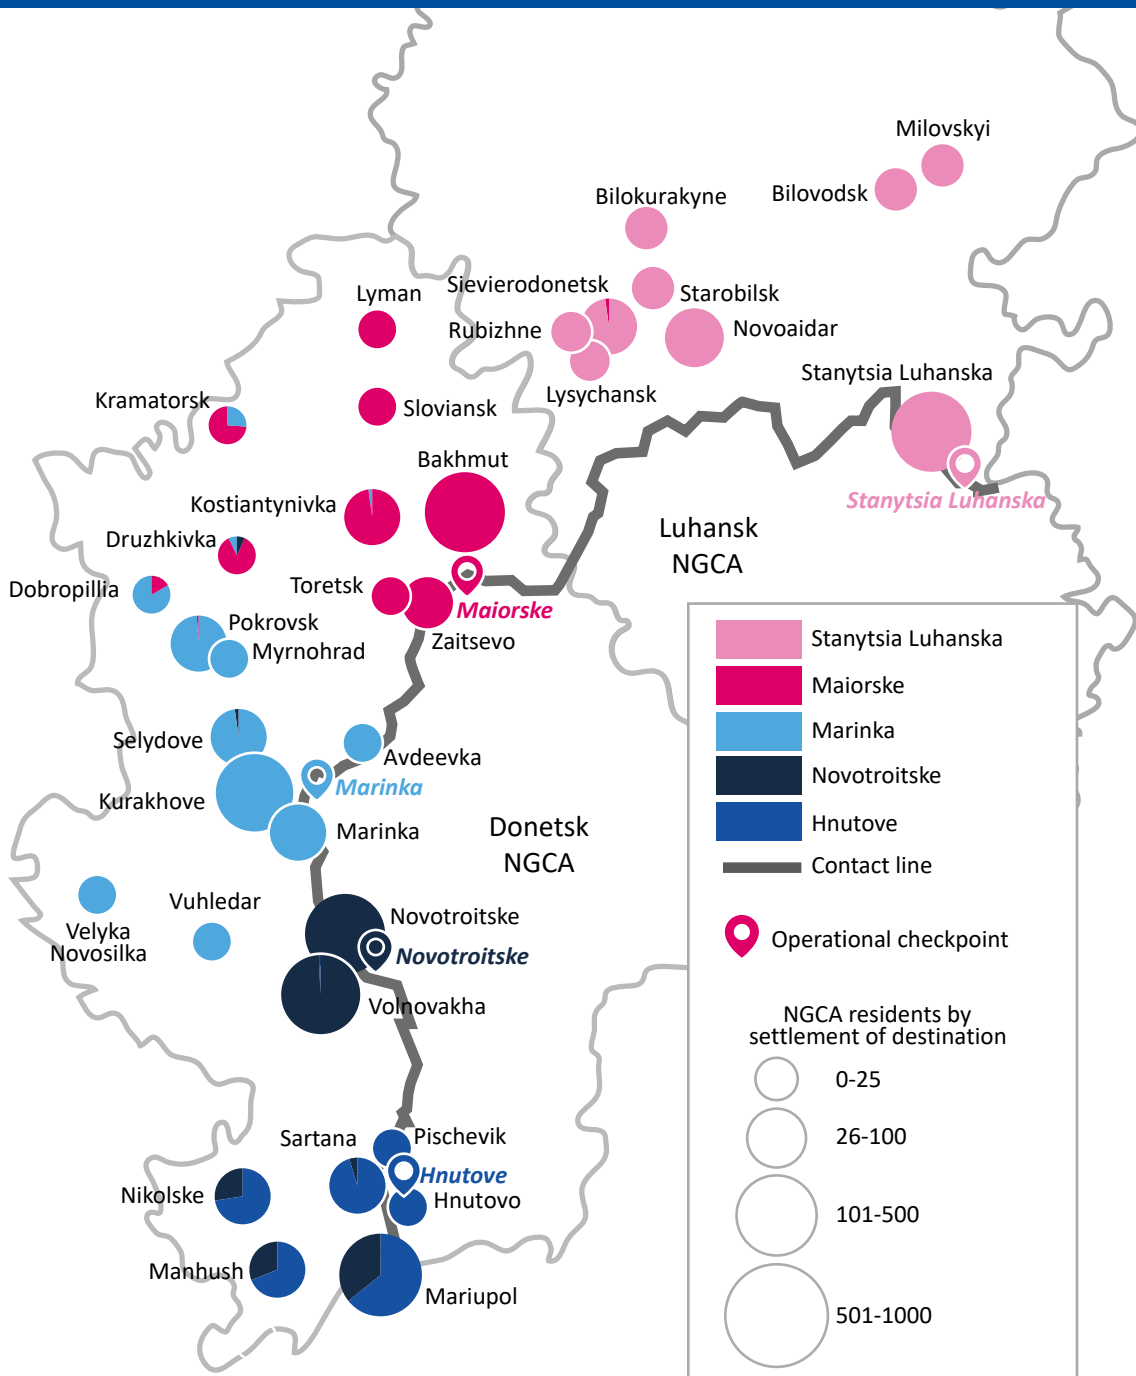 Milovskyi
Bilovodsk
Bilokurakyne
Sievierodonetsk
Starobilsk
Lyman
Rubizhne
Novoaidar
Stanytsia Luhanska
Lysychansk
Kramatorsk
Sloviansk
Bakhmut
Kostiantynivka
Stanytsia Luhanska
Luhansk
NGCA
Druzhkivka
Dobropillia
Toretsk
Maiorske
Zaitsevo
Pokrovsk
Myrnohrad
Selydove
Avdeevka
Marinka
Kurakhove
Marinka
Donetsk
NGCA
Vuhledar
Velyka
Novosilka
Novotroitske
Novotroitske
Volnovakha
Sartana
Pischevik
Hnutove
Nikolske
Hnutovo
Manhush
Mariupol
Stanytsia Luhanska
Maiorske
Marinka
Novotroitske
Hnutove
Contact line
Operational checkpoint
NGCA residents by
settlement of destination
0-25
26-100
101-500
501-1000